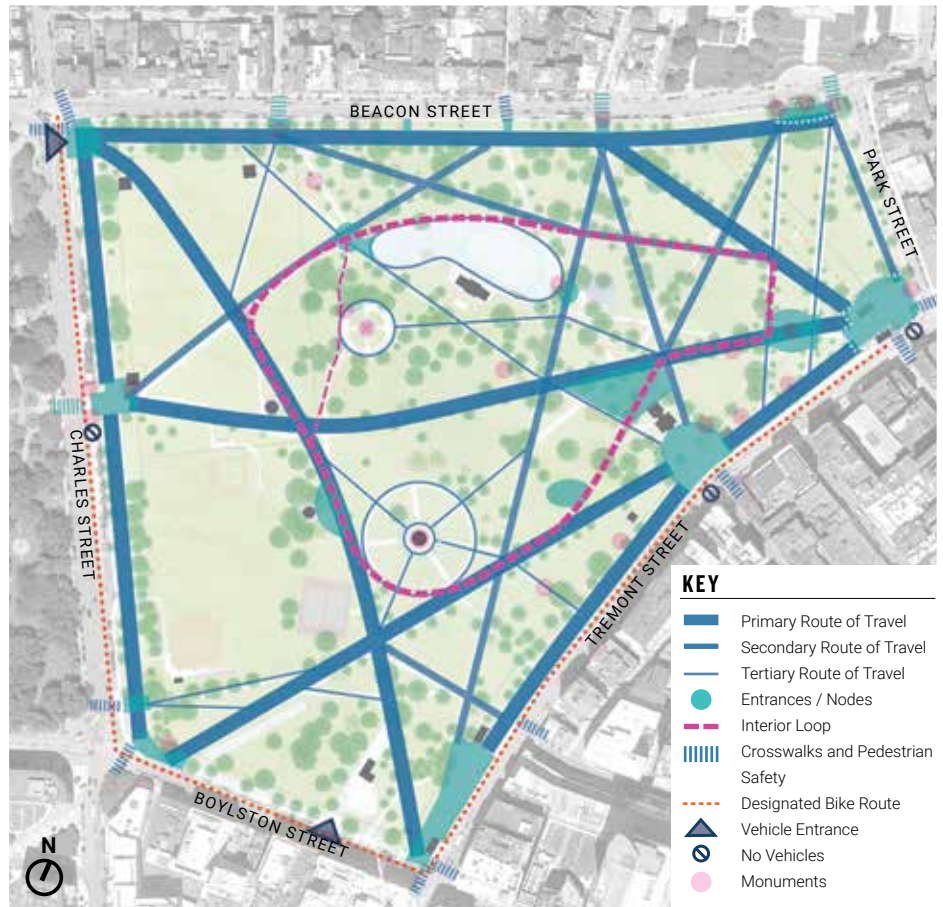 BEACON STREET
PARK STREET
CHARLES STREET
TREMONT STREET
BOYLSTON STREET
N
KEY
Primary Route of Travel
Secondary Route of Travel
Tertiary Route of Travel
Entrances / Nodes
Interior Loop
Crosswalks and Pedestrian
Safety
Designated Bike Route
Vehicle Entrance
No Vehicles
Monuments